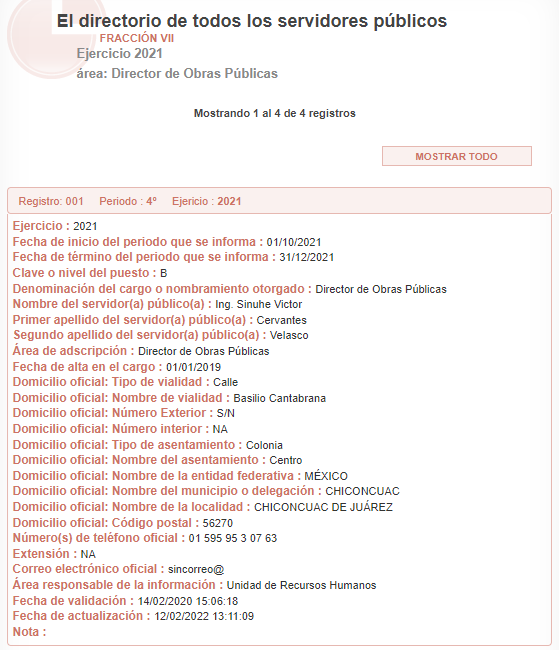 El directorio de todos los servidores públicos
FRACCIÓN VII
Ejercicio 2021
área: Director de Obras Públicas
Mostrando 1 al 4 de 4 registros
MOSTRAR TODO
Registro: 001 Periodo : 4º Ejericio : 2021
Ejercicio : 2021
Fecha de inicio del periodo que se informa : 01/10/2021
Fecha de término del periodo que se informa : 31/12/2021
Clave o nivel del puesto : B
Denominación del cargo o nombramiento otorgado : Director de Obras Públicas
Nombre del servidor(a) público(a) : Ing. Sinuhe Victor
Primer apellido del servidor(a) público(a) : Cervantes
Segundo apellido del servidor(a) público(a) : Velasco
Área de adscripción : Director de Obras Públicas
Fecha de alta en el cargo : 01/01/2019
Domicilio oficial: Tipo de vialidad : Calle
Domicilio oficial: Nombre de vialidad : Basilio Cantabrana
Domicilio oficial: Número Exterior : S/N
Domicilio oficial: Número interior : NA
Domicilio oficial: Tipo de asentamiento : Colonia
Domicilio oficial: Nombre del asentamiento : Centro
Domicilio oficial: Nombre de la entidad federativa : MÉXICO
Domicilio oficial: Nombre del municipio o delegación : CHICONCUAC
Domicilio oficial: Nombre de la localidad : CHICONCUAC DE JUÁREZ
Domicilio oficial: Código postal : 56270
Número(s) de teléfono oficial : 01 595 95 3 07 63
Extensión : NA
Correo electrónico oficial : sincorreo@
Área responsable de la información : Unidad de Recursos Humanos
Fecha de validación : 14/02/2020 15:06:18
Fecha de actualización : 12/02/2022 13:11:09
Nota :